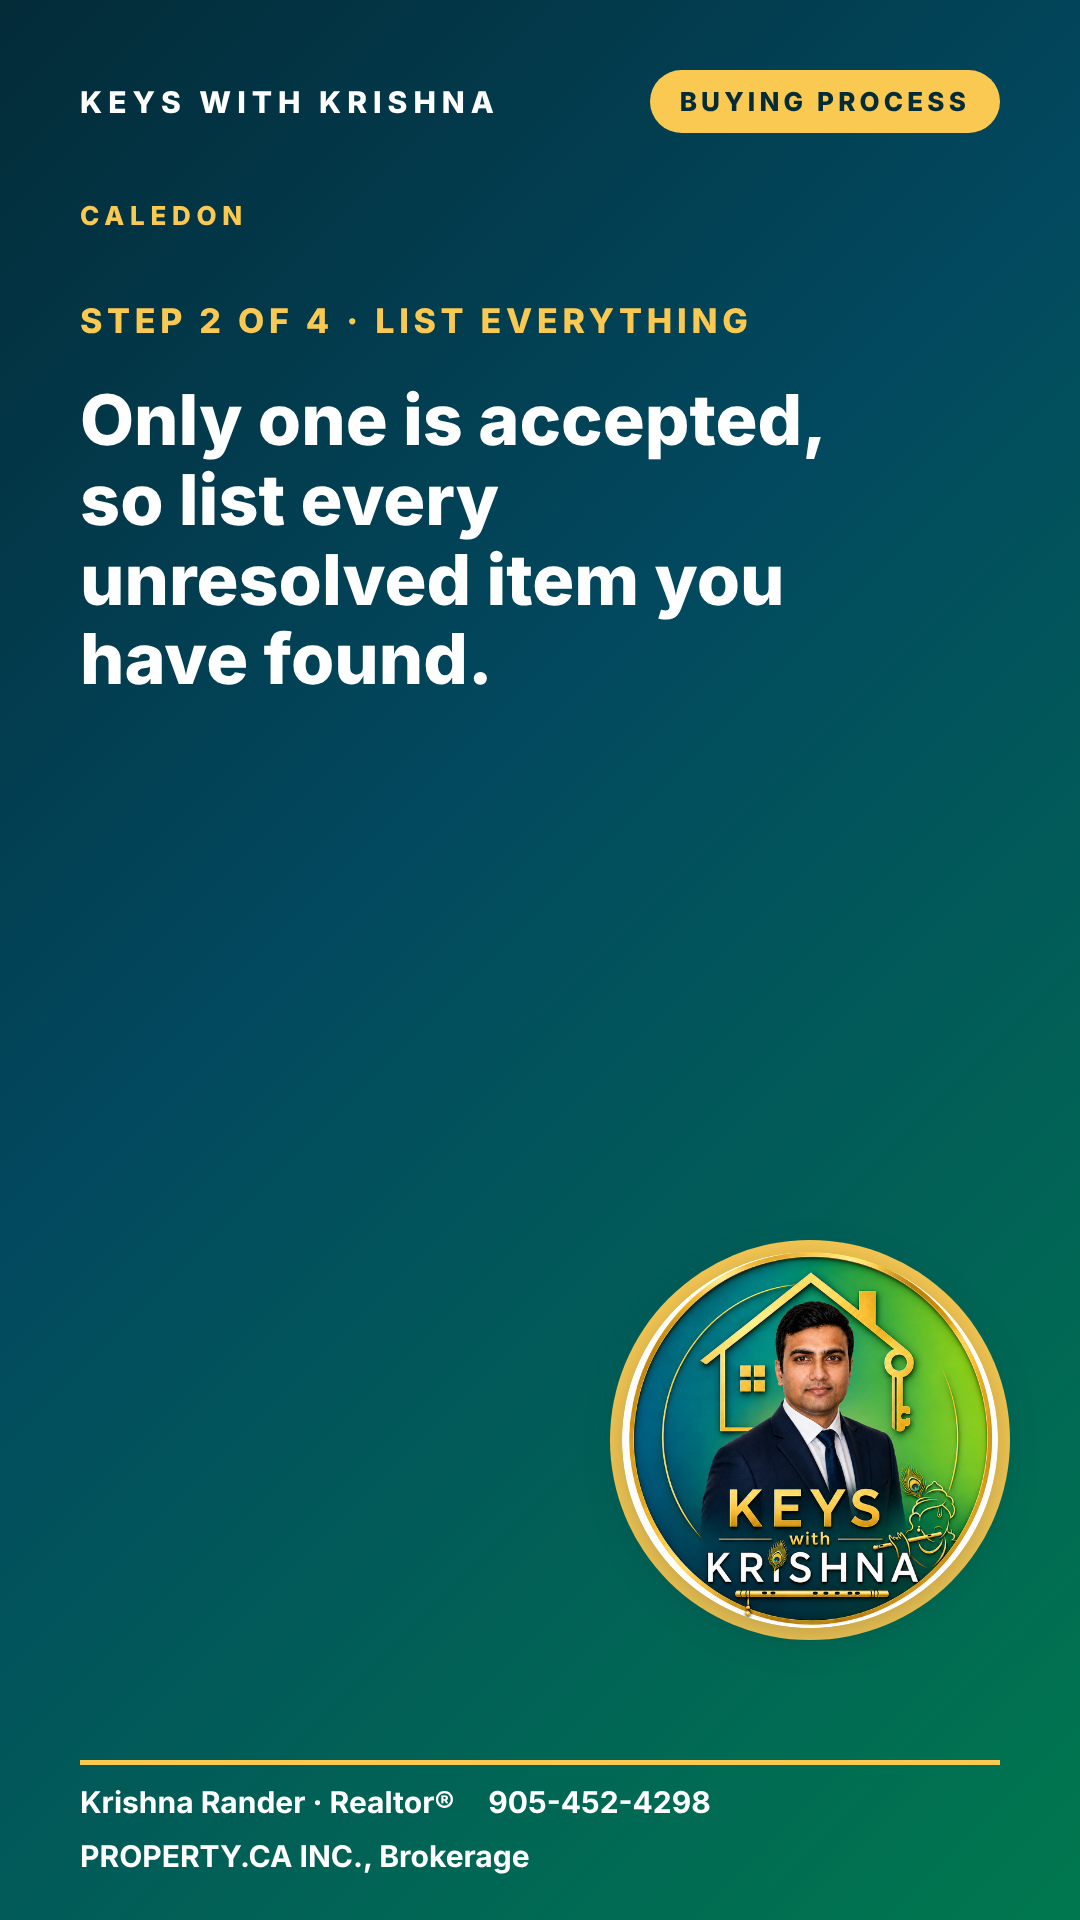 KEYS WITH KRISHNA
BUYING PROCESS
CALEDON
STEP 2 OF 4 · LIST EVERYTHING
Only one is accepted,
so list every
unresolved item you
have found.
KEYS
with
KRISHNA
Krishna Rander · Realtor® 905-452-4298
PROPERTY.CA INC., Brokerage